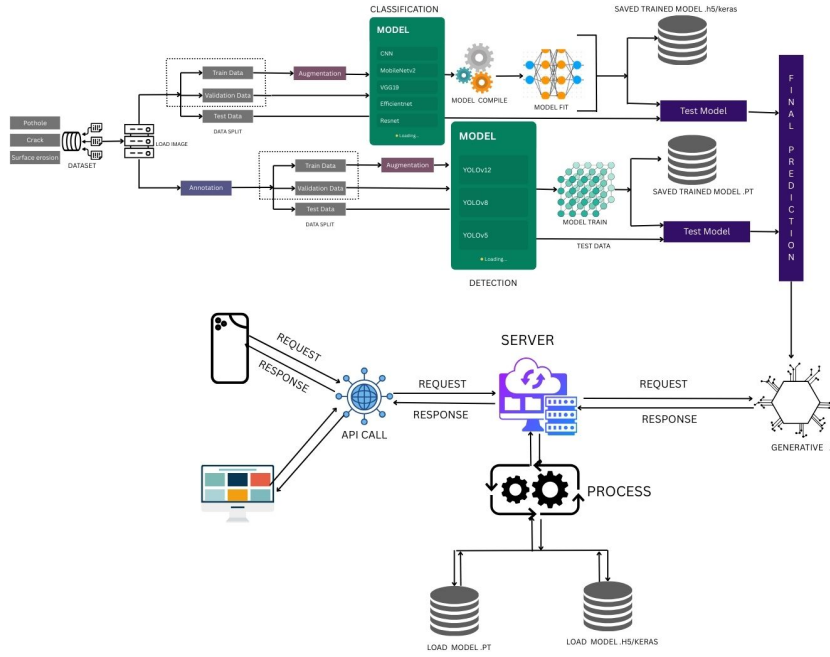 CLASSIFICATION
MODEL
CNN
MobileNetv2
VGG19
Efficientnet
Resnet
Loading..
SAVED TRAINED MODEL .h5/keras
Train Data
Augmentation
Validation Data
Test Data
DATA SPLIT
MODEL COMPILE
MODEL FIT
Test Model
FINAL PREDICTION
Pothole
Crack
Surface erosion
DATASET
LOAD IMAGE
Annotation
Train Data
Augmentation
Validation Data
Test Data
DATA SPLIT
MODEL
YOLOv12
YOLOv8
YOLOv5
Loading..
DETECTION
MODEL TRAIN
TEST DATA
SAVED TRAINED MODEL .PT
Test Model
REQUEST
RESPONSE
API CALL
REQUEST
RESPONSE
SERVER
REQUEST
RESPONSE
GENERATIVE
PROCESS
LOAD MODEL .PT
LOAD MODEL .H5/KERAS